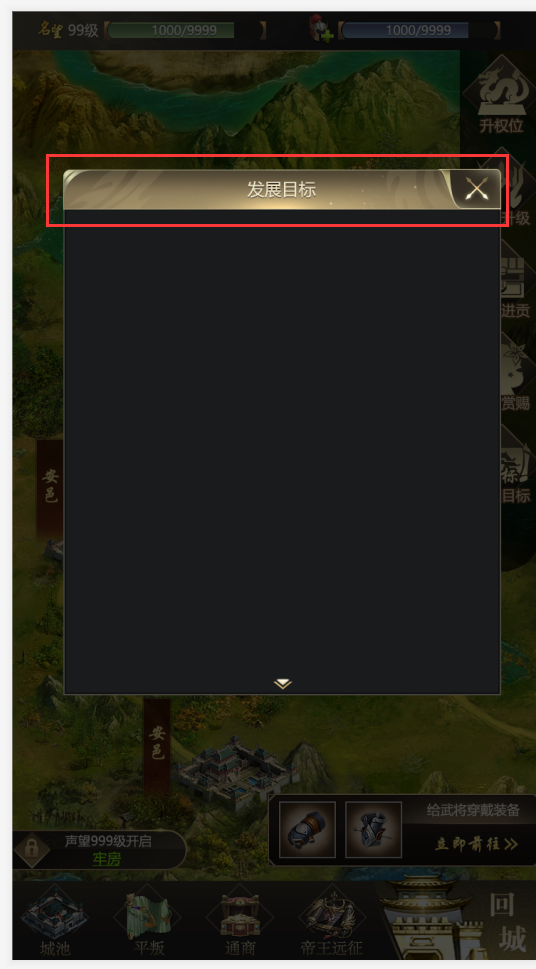 名望 99级 1000/9999 1000/9999
升权位
发展目标
升级
进贡
赏赐
目标
安邑
安邑
给武将穿戴装备
立即前往
声望999级开启
牢房
回城
城池 平叛 通商 帝王远征